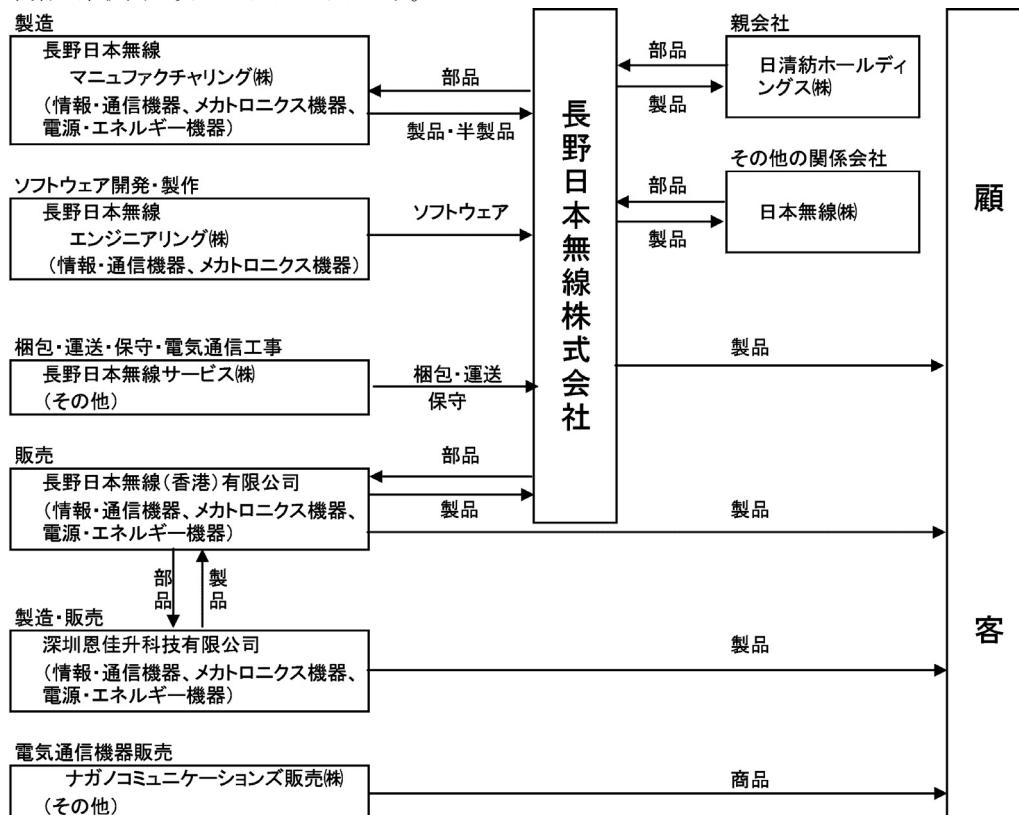 製造
長野日本無線
マニュファクチャリング㈱
(情報・通信機器、メカトロニクス機器、
電源・エネルギー機器)
部品
製品・半製品
ソフトウェア開発・製作
長野日本無線
エンジニアリング㈱
(情報・通信機器、メカトロニクス機器)
ソフトウェア
梱包・運送・保守・電気通信工事
長野日本無線サービス㈱
(その他)
梱包・運送
保守
販売
長野日本無線(香港)有限公司
(情報・通信機器、メカトロニクス機器、
電源・エネルギー機器)
部品
製品
部品
製品
製造・販売
深圳恩佳升科技有限公司
(情報・通信機器、メカトロニクス機器、
電源・エネルギー機器)
電気通信機器販売
ナガノコミュニケーションズ販売㈱
(その他)
長野日本無線株式会社
親会社
日清紡ホールディ
ングス㈱
部品
製品
その他の関係会社
日本無線㈱
部品
製品
製品
製品
製品
商品
顧客